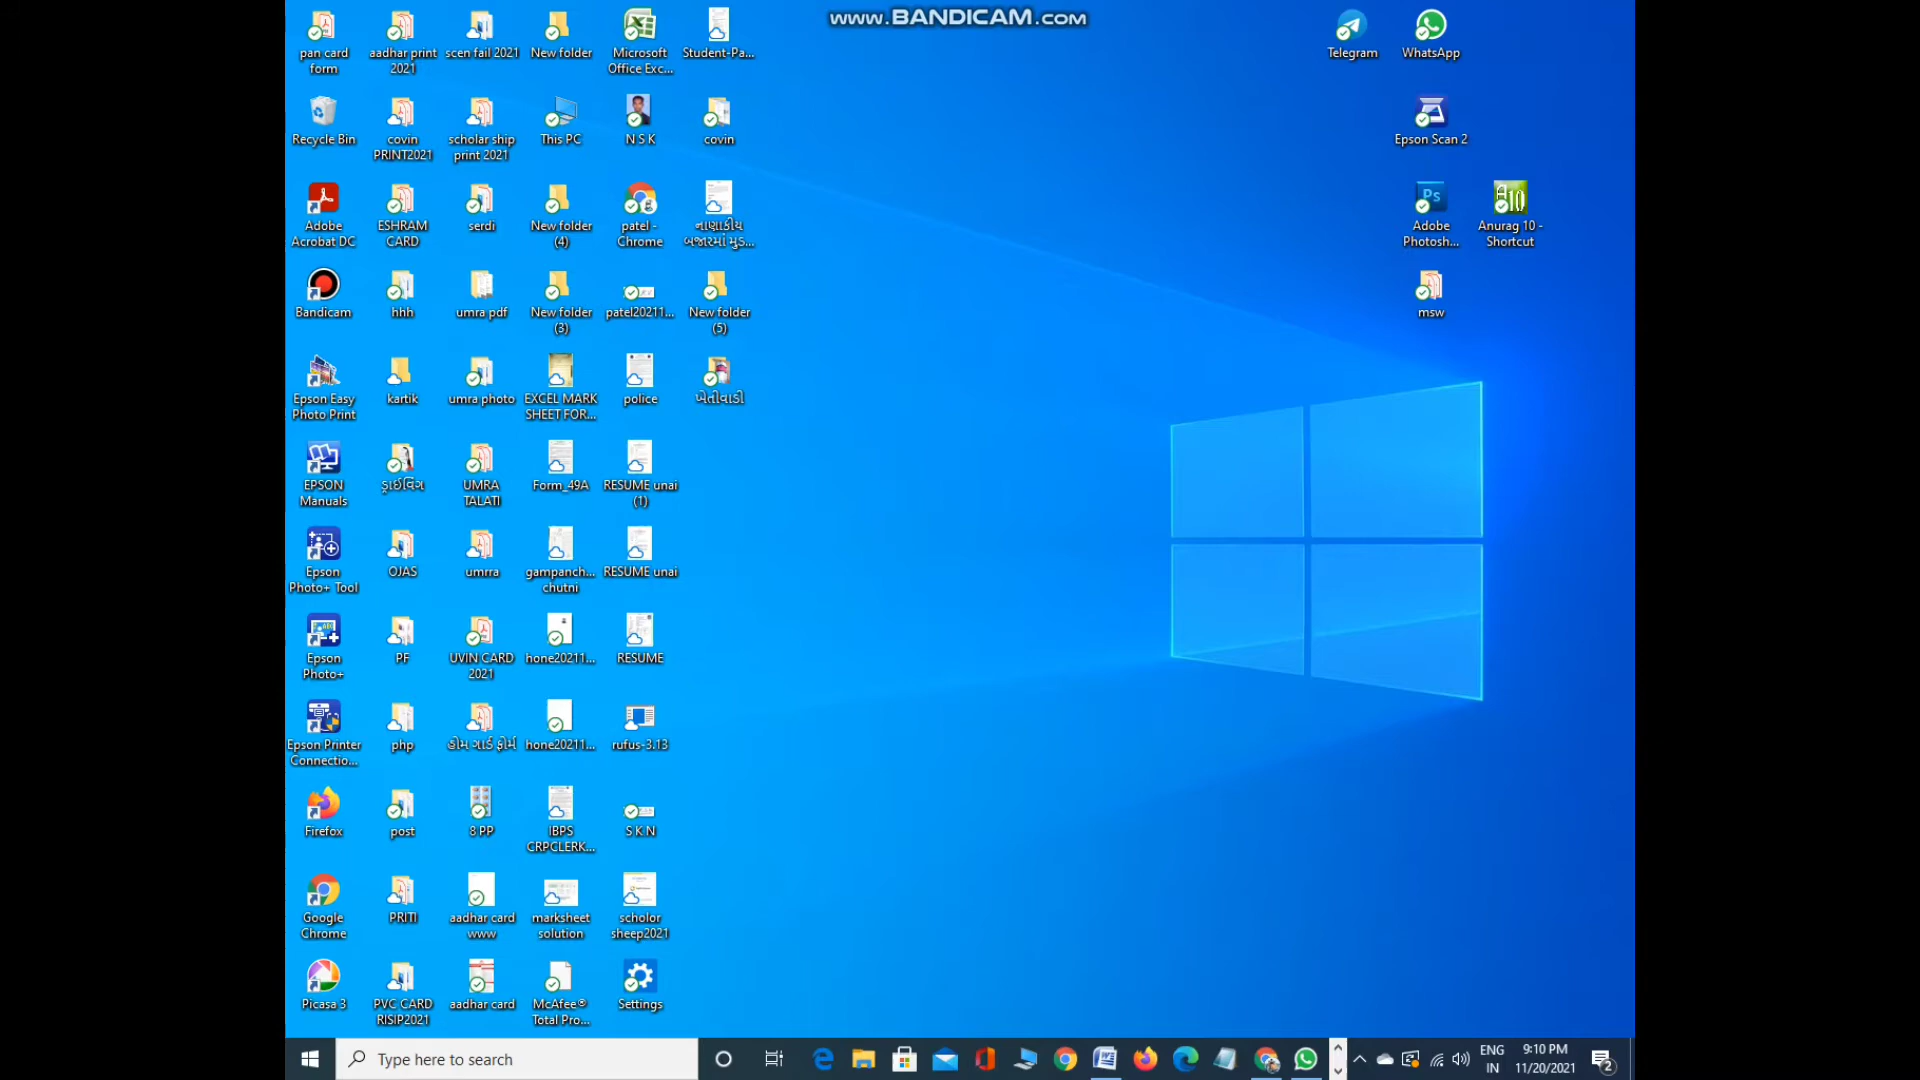 www.BANDICAM.com
pan card
form
aadhar print
2021
scen fail 2021
New folder
Microsoft
Office Exc...
Student-Pa...
Telegram
WhatsApp
Recycle Bin
covin
PRINT2021
scholar ship
print 2021
This PC
N S K
covin
Epson Scan 2
Adobe
Acrobat DC
ESHRAM
CARD
serdi
New folder
(4)
patel -
Chrome
નાણાકીય
બજારમાં મુડ...
Adobe
Photosh...
Anurag 10 -
Shortcut
Bandicam
hhh
umra pdf
New folder
(3)
patel20211...
New folder
(5)
msw
Epson Easy
Photo Print
kartik
umra photo
EXCEL MARK
SHEET FOR...
police
ખેતીવાડી
EPSON
Manuals
ડ્રાઈવિંગ
UMRA
TALATI
Form_49A
RESUME unai
(1)
Epson
Photo+ Tool
OJAS
umrra
gampanch...
chutni
RESUME unai
Epson
Photo+
PF
UVIN CARD
2021
hone20211...
RESUME
Epson Printer
Connectio...
php
હોમ ગાર્ડ ફોર્મ
hone20211...
rufus-3.13
Firefox
post
8 PP
IBPS
CRPCLERK...
S K N
Google
Chrome
PRITI
aadhar card
www
marksheet
solution
scholor
sheep2021
Picasa 3
PVC CARD
RISIP2021
aadhar card
McAfee®
Total Pro...
Settings
Type here to search
ENG
IN
9:10 PM
11/20/2021
2